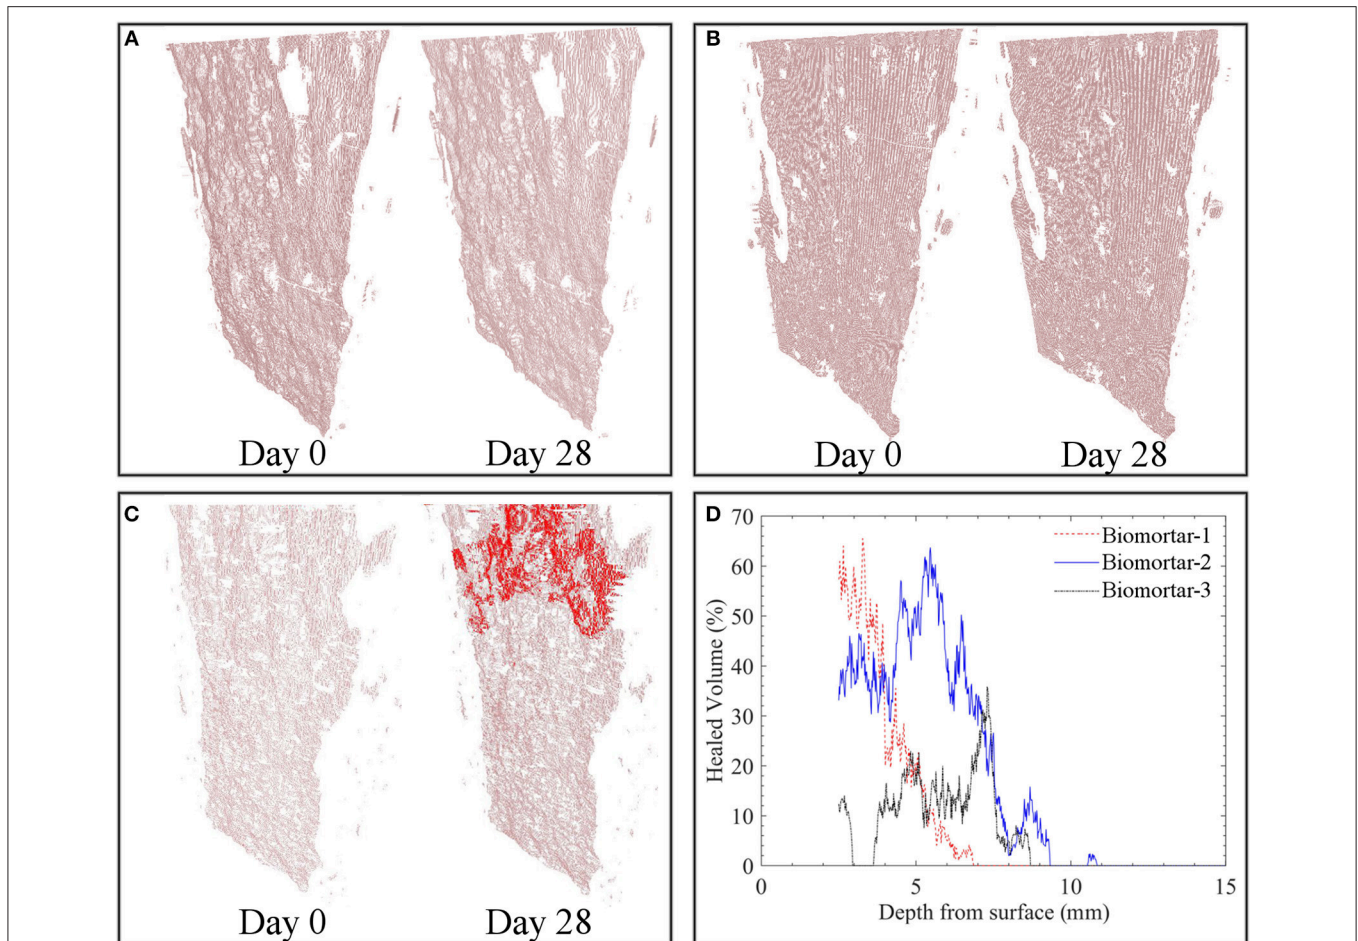 A
B
Day 0
Day 28
Day 0
Day 28
C
D
Day 0
Day 28
70
60
50
40
30
20
10
0
Healed Volume (%)
Biomortar-1
Biomortar-2
Biomortar-3
0
5
10
15
Depth from surface (mm)